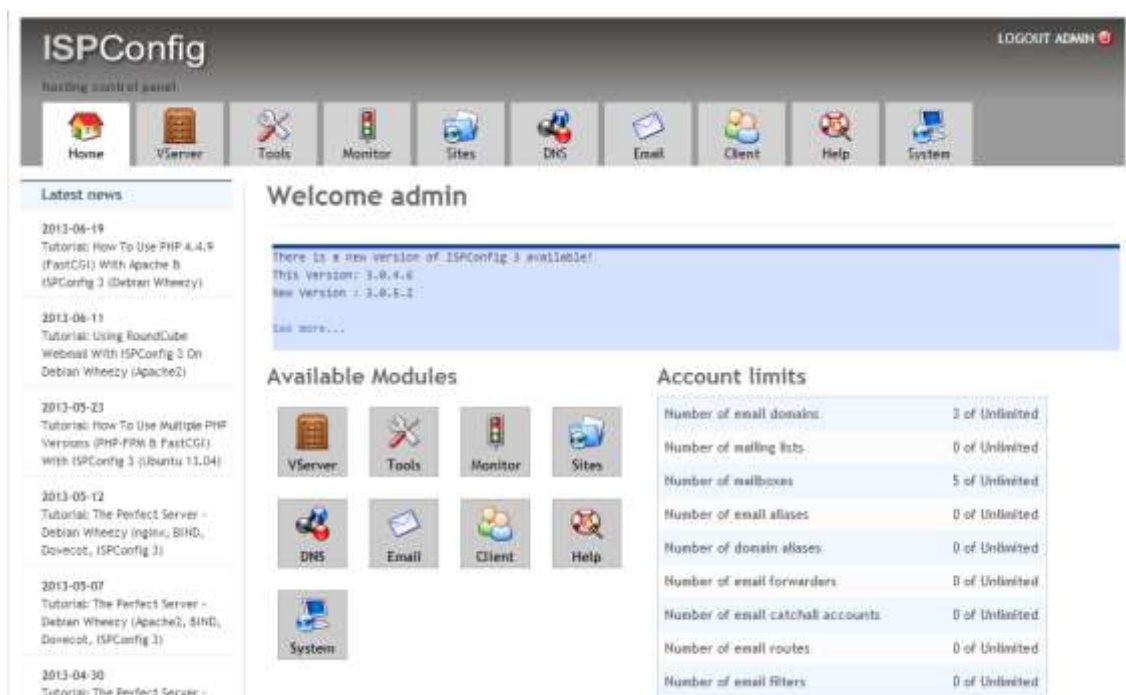 ISPConfig
LOGOUT ADMIN
hosting control panel
Home
VServer
Tools
Monitor
Sites
DNS
Email
Client
Help
System
Latest news
2013-06-19
Tutorial: How To Use PHP 4.4.9
(FastCGI) With Apache &
ISPConfig 3 (Debian Wheezy)
2013-06-11
Tutorial: Using RoundCube
Webmail With ISPConfig 3 On
Debian Wheezy (Apache2)
2013-05-23
Tutorial: How To Use Multiple PHP
Versions (PHP-FPM & FastCGI)
With ISPConfig 3 (Ubuntu 13.04)
2013-05-12
Tutorial: The Perfect Server -
Debian Wheezy (nginx, BIND,
Dovecot, ISPConfig 3)
2013-05-07
Tutorial: The Perfect Server -
Debian Wheezy (Apache2, BIND,
Dovecot, ISPConfig 3)
2013-04-30
Tutorial: The Perfect Server -
Welcome admin
There is a new version of ISPConfig 3 available!
This Version: 3.0.4.6
New Version : 3.0.5.2
See more...
Available Modules
VServer
Tools
Monitor
Sites
DNS
Email
Client
Help
System
Account limits
Number of email domains 3 of Unlimited
Number of mailing lists 0 of Unlimited
Number of mailboxes 5 of Unlimited
Number of email aliases 0 of Unlimited
Number of domain aliases 0 of Unlimited
Number of email forwarders 0 of Unlimited
Number of email catchall accounts 0 of Unlimited
Number of email routes 0 of Unlimited
Number of email filters 0 of Unlimited